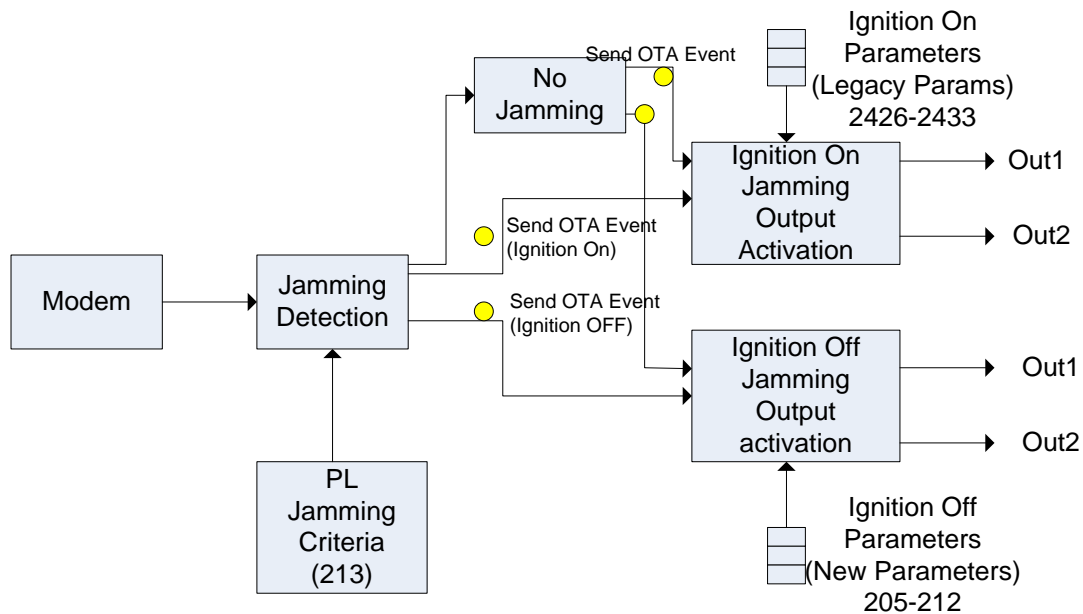 Send OTA Event
No
Jamming
Ignition On
Parameters
(Legacy Params)
2426-2433
Ignition On
Jamming
Output
Activation
Out1
Out2
Send OTA Event
(Ignition On)
Modem
Jamming
Detection
Send OTA Event
(Ignition OFF)
Ignition Off
Jamming
Output
activation
Out1
Out2
PL
Jamming
Criteria
(213)
Ignition Off
Parameters
(New Parameters)
205-212